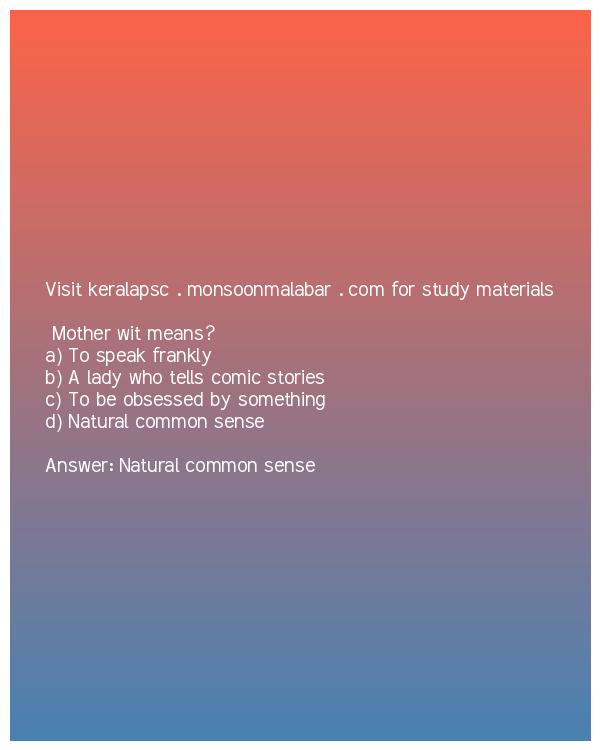 Visit keralapsc . monsoonmalabar . com for study materials
Mother wit means?
a) To speak frankly
b) A lady who tells comic stories
c) To be obsessed by something
d) Natural common sense
Answer: Natural common sense